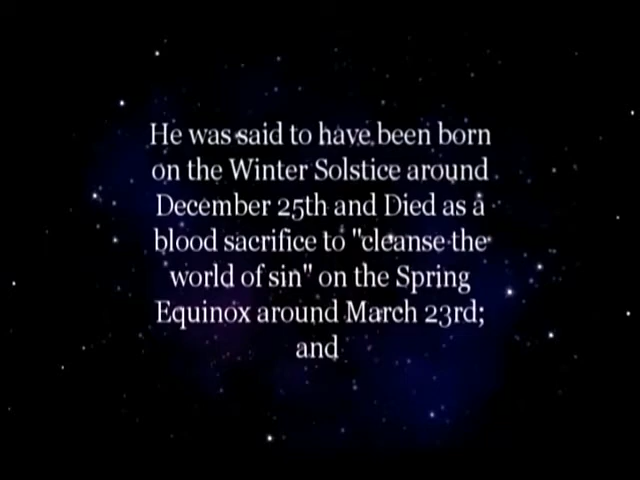 He was said to have been born
on the Winter Solstice around
December 25th and Died as a
blood sacrifice to "cleanse the
world of sin" on the Spring
Equinox around March 23rd;
and